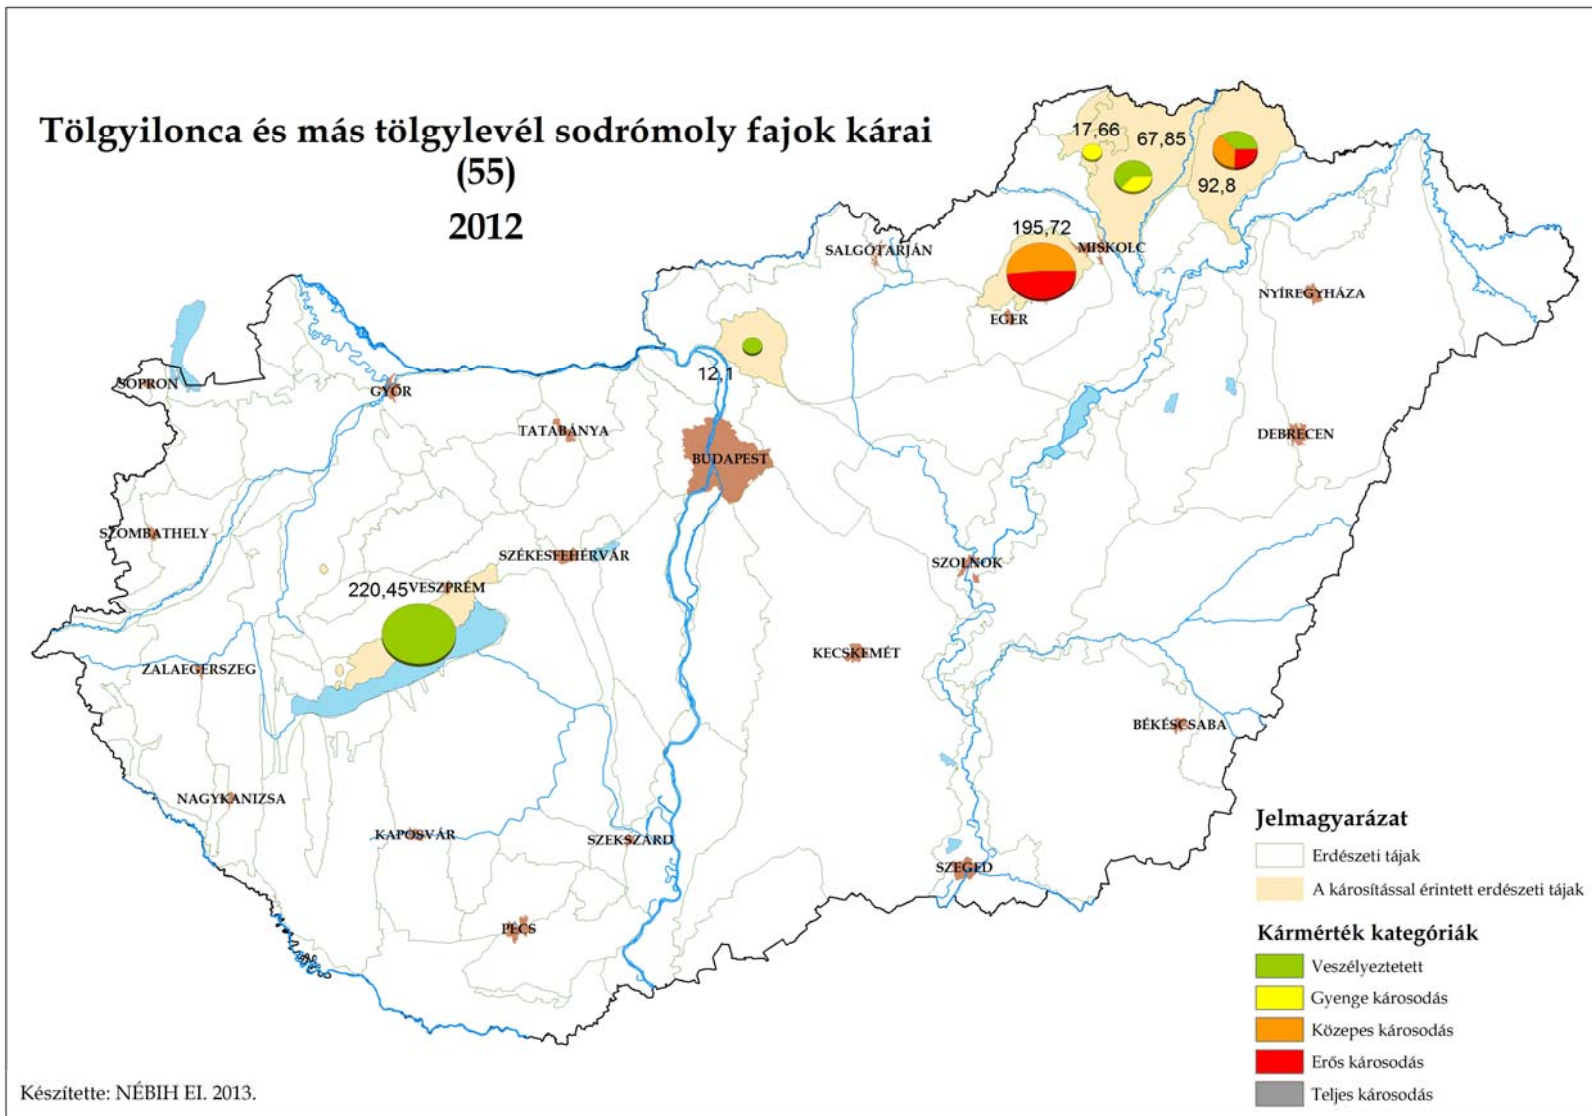 Tölgyilonca és más tölgylevél sodrómoly fajok kárai
(55)
2012
17,66
67,85
92,8
195,72
SALGÓTARJÁN
MISKOLC
NYÍREGYHÁZA
EGER
12,1
SOPRON
GYŐR
TATABÁNYA
BUDAPEST
DEBRECEN
SZOMBATHELY
SZÉKESFEHÉRVÁR
SZOLNOK
220,45
VESZPRÉM
ZALAEGERSZEG
KECSKEMÉT
BÉKÉSCSABA
NAGYKANIZSA
KAPOSVÁR
SZEKSZÁRD
SZEGED
PÉCS
Jelmagyarázat
Erdészeti tájak
A károsítással érintett erdészeti tájak
Kármérték kategóriák
Veszélyeztetett
Gyenge károsodás
Közepes károsodás
Erős károsodás
Teljes károsodás
Készítette: NÉBIH EI. 2013.